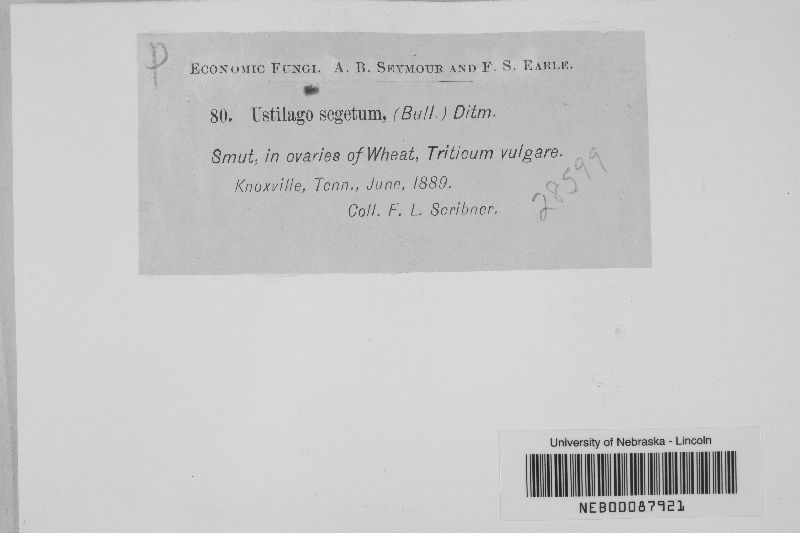 P
ECONOMIC FUNGI. A. B. SEYMOUR AND F. S. EARLE.
80. Ustilago segetum, (Bull.) Ditm.
Smut, in ovaries of Wheat, Triticum vulgare.
Knoxville, Tenn., June, 1889.
Coll. F. L. Scribner.
28599
University of Nebraska - Lincoln
NEB00087921